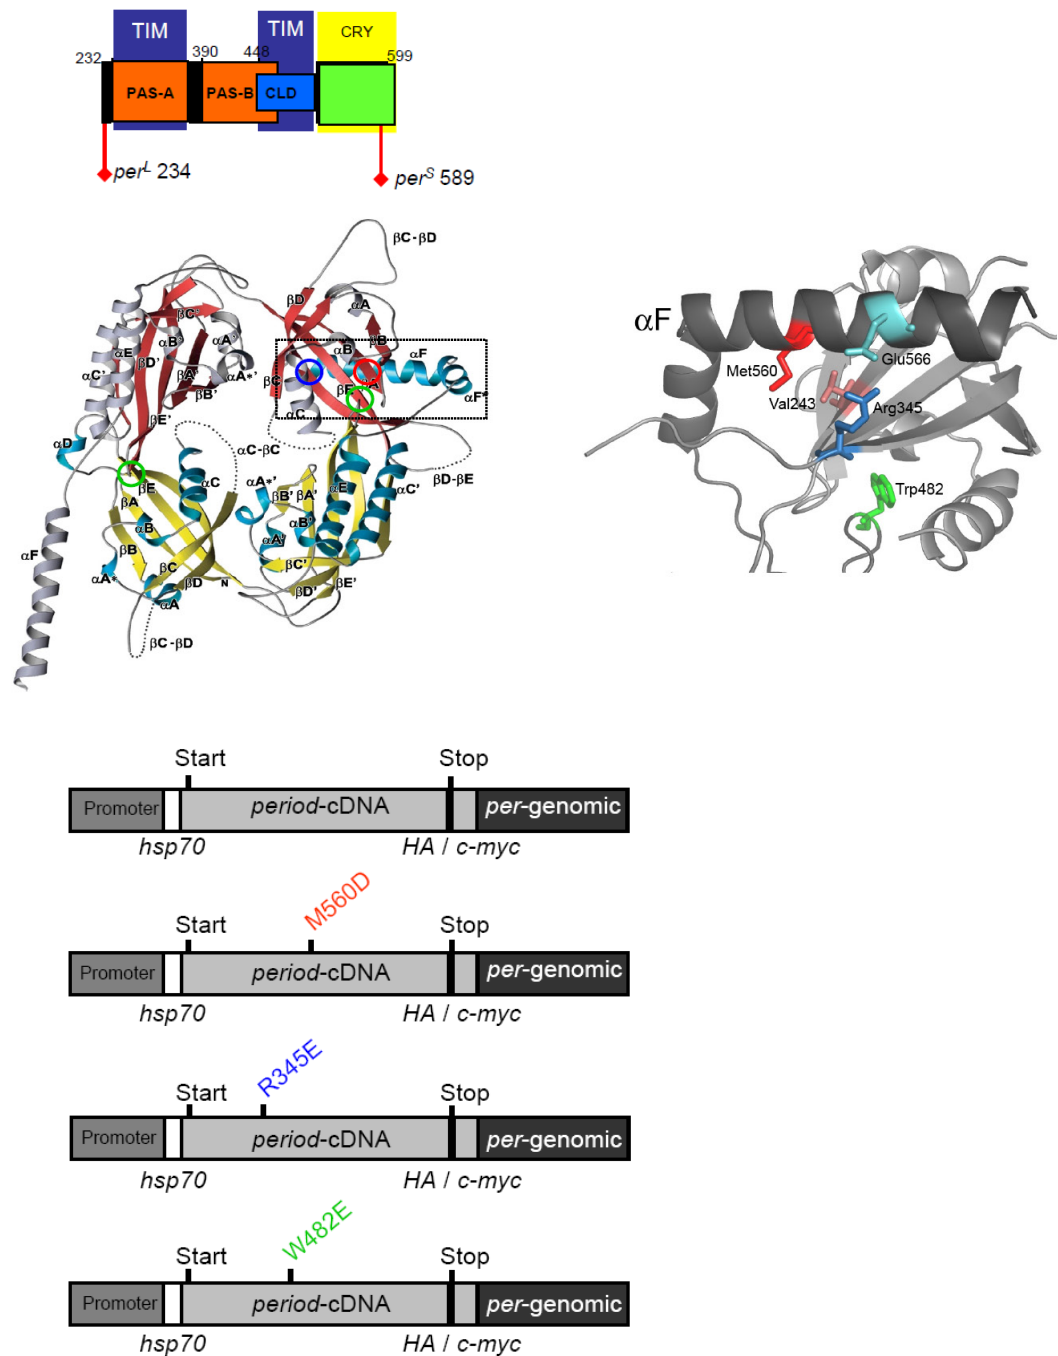 TIM TIM CRY
232 390 448 599
PAS-A PAS-B CLD
perL 234 perS 589
βC-βD
βD αA
βC' αE αB' αA' αB βB αF
αC' βD' βA' αA*' βC βA
βB' βE αF*
βE' αC
αD αC-βC
βD-βE
βE αC αA*' αE αC'
βA βB' βA'
αB αB'
αF βB αA'
αA* βC βC'
βD N βD' βE'
αA
βC-βD
αF
Met560 Glu566
Val243 Arg345
Trp482
Start Stop
Promoter period-cDNA per-genomic
hsp70 HA / c-myc
M560D
Start Stop
Promoter period-cDNA per-genomic
hsp70 HA / c-myc
R345E
Start Stop
Promoter period-cDNA per-genomic
hsp70 HA / c-myc
W482E
Start Stop
Promoter period-cDNA per-genomic
hsp70 HA / c-myc